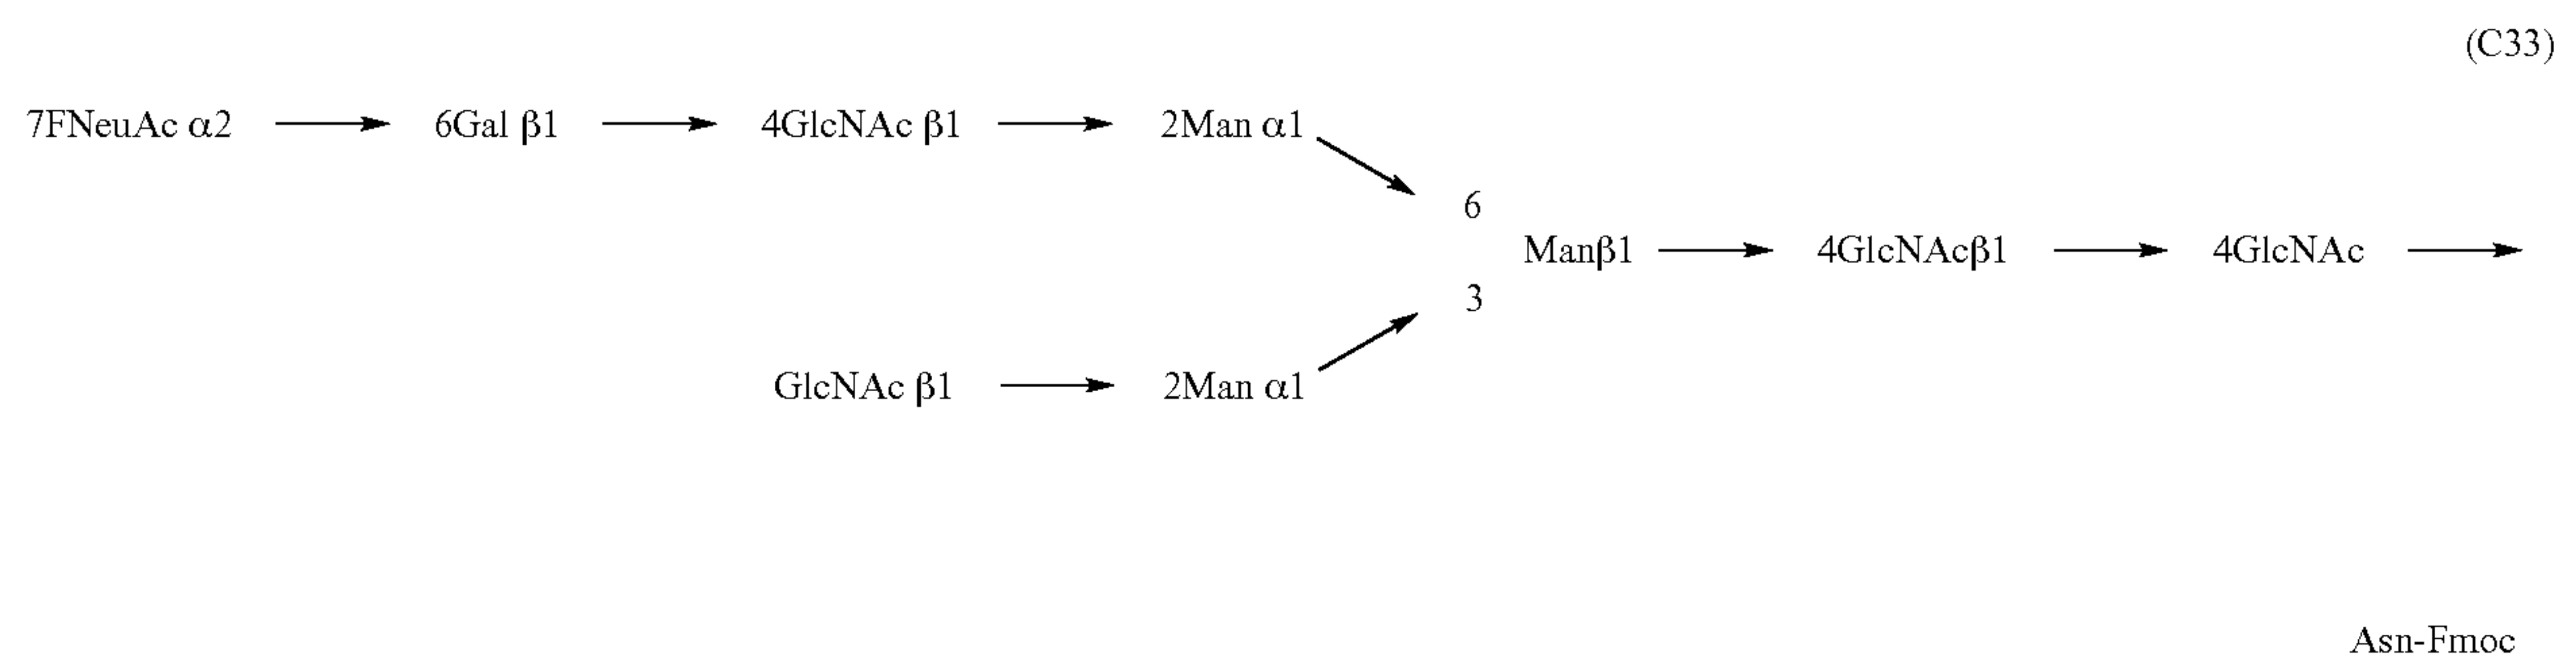 (C33)
7FNeuAc α2 → 6Gal β1 → 4GlcNAc β1 → 2Man α1
6
Manβ1 → 4GlcNAcβ1 → 4GlcNAc →
3
GlcNAc β1 → 2Man α1
Asn-Fmoc